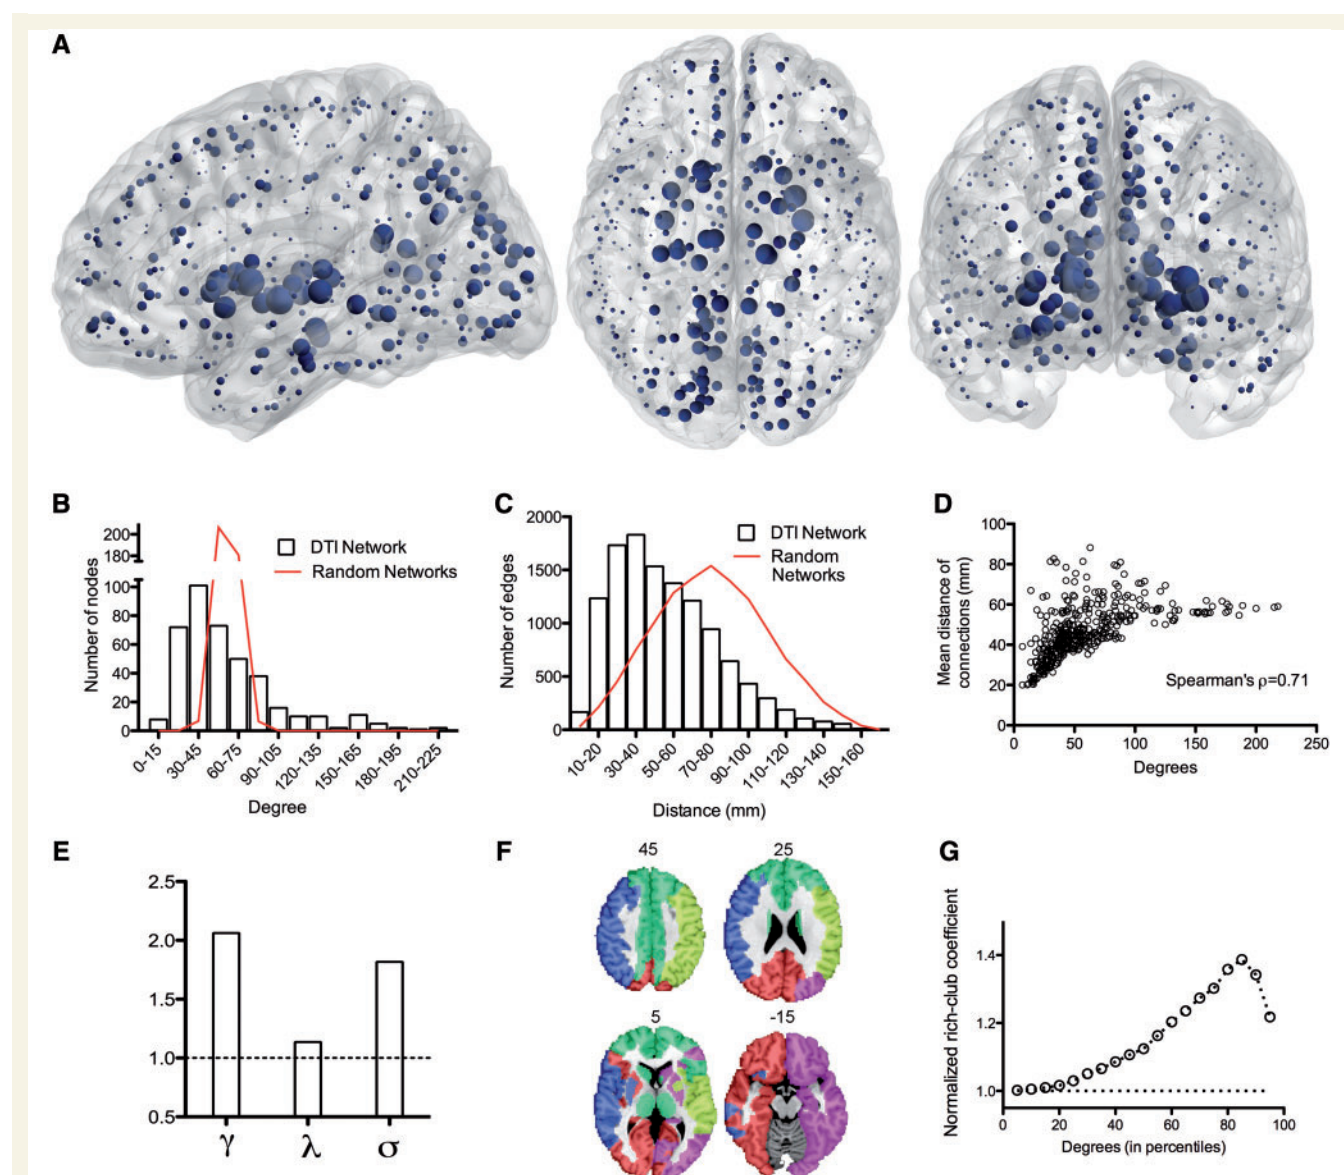 A
B
Number of nodes
200
180
100
80
60
40
20
0
DTI Network
Random Networks
0-15
30-45
60-75
90-105
120-135
150-165
180-195
210-225
Degree
C
Number of edges
2000
1500
1000
500
0
DTI Network
Random
Networks
10-20
30-40
50-60
70-80
90-100
110-120
130-140
150-160
Distance (mm)
D
Mean distance of
connections (mm)
100
80
60
40
20
0
Spearman's ρ=0.71
0
50
100
150
200
250
Degrees
E
2.5
2.0
1.5
1.0
0.5
γ
λ
σ
F
45
25
5
-15
G
Normalized rich-club coefficient
1.4
1.2
1.0
0
20
40
60
80
100
Degrees (in percentiles)